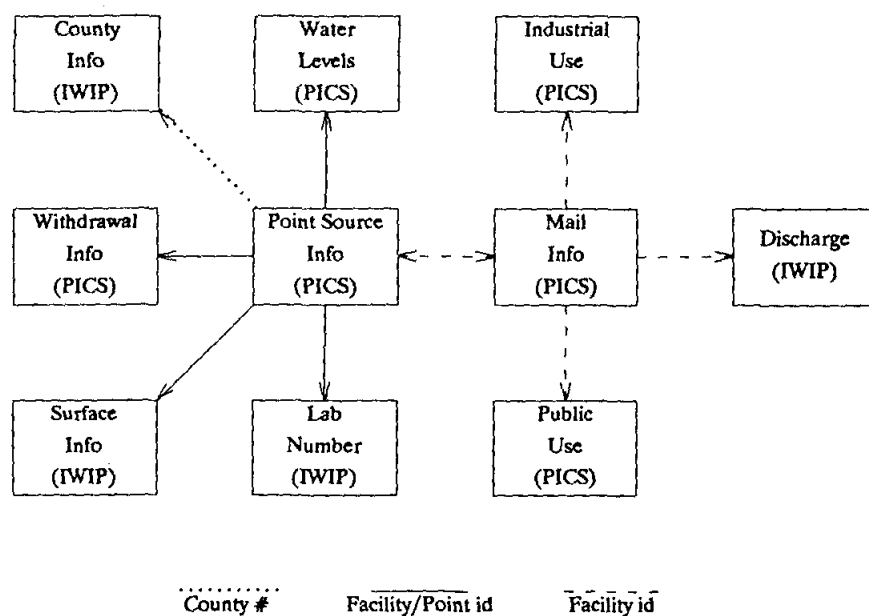 County
Info
(IWIP)
Water
Levels
(PICS)
Industrial
Use
(PICS)
Withdrawal
Info
(PICS)
Point Source
Info
(PICS)
Mail
Info
(PICS)
Discharge
(IWIP)
Surface
Info
(IWIP)
Lab
Number
(IWIP)
Public
Use
(PICS)
County #
Facility/Point id
Facility id